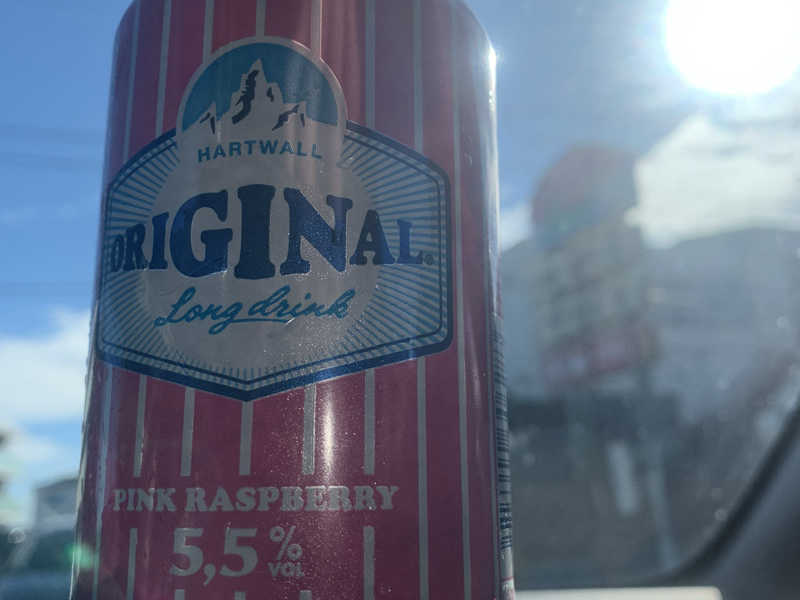 HARTWALL
ORIGINAL®
Long drink
PINK RASPBERRY
5,5% VOL